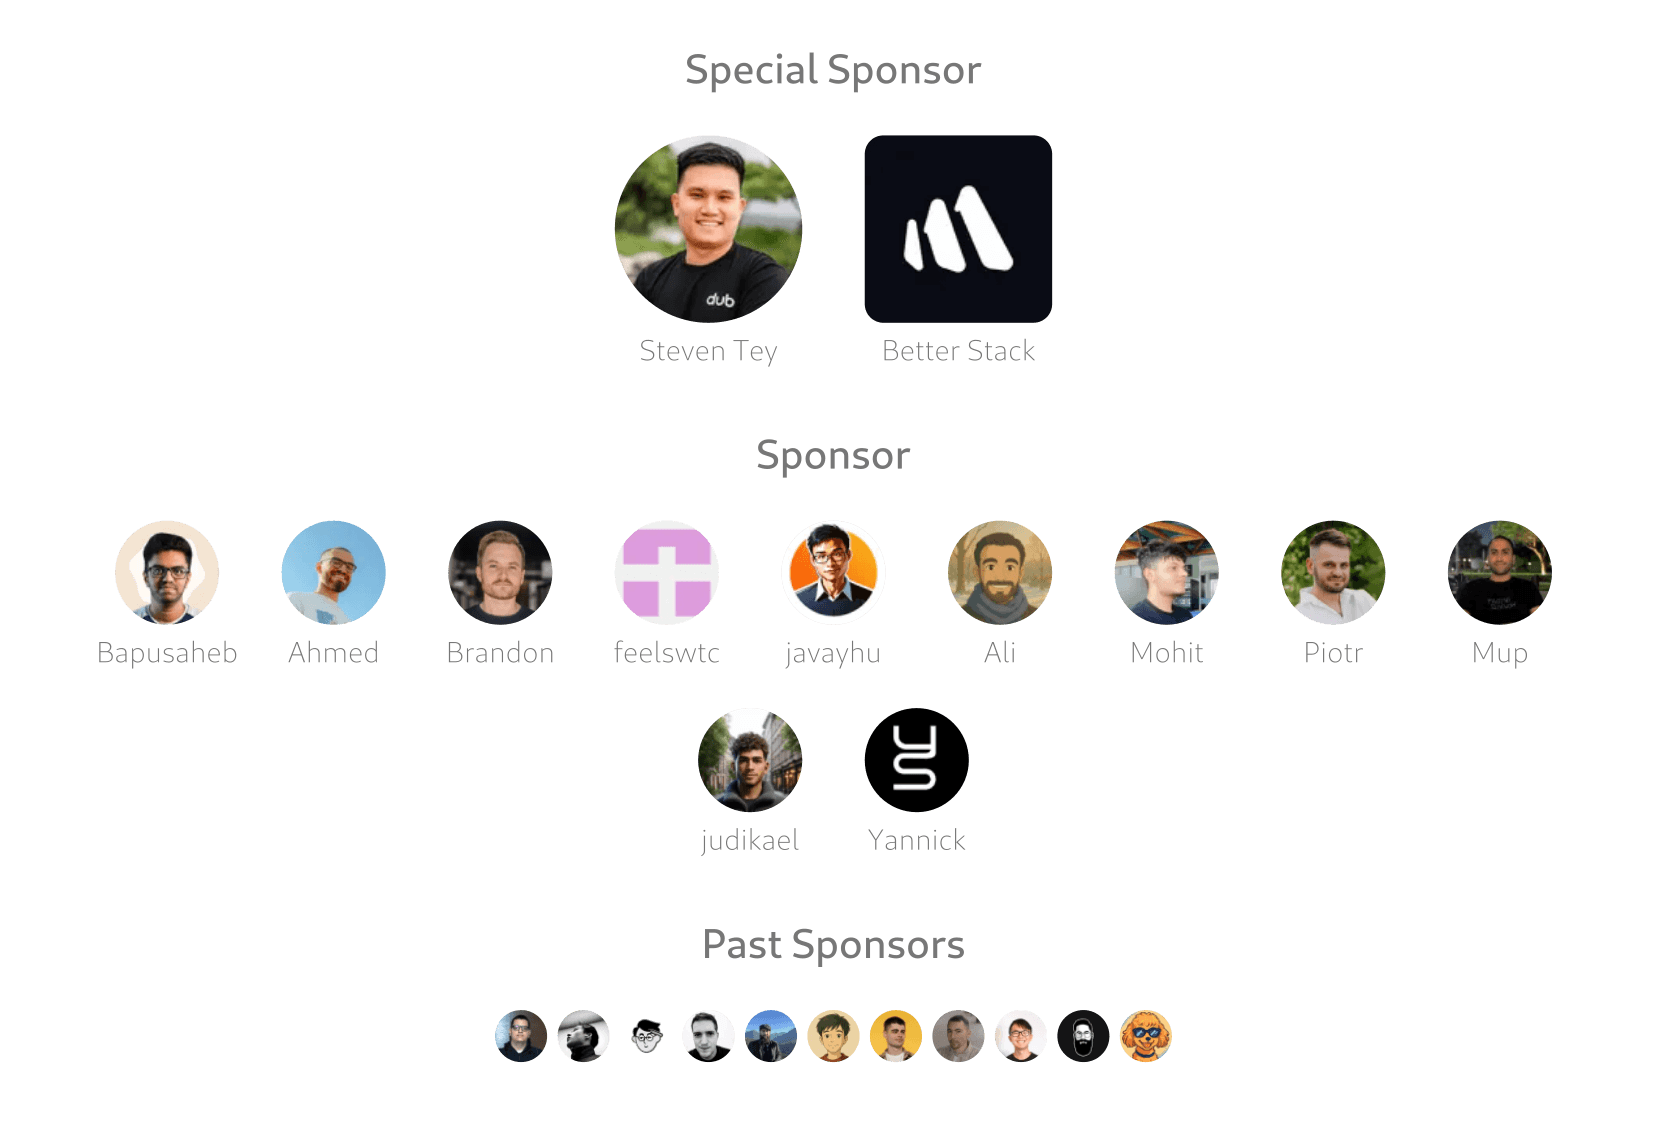 Special Sponsor
dub
Steven Tey
Better Stack
Sponsor
Bapusaheb
Ahmed
Brandon
feelswtc
javayhu
Ali
Mohit
Piotr
Mup
judikael
Yannick
Past Sponsors